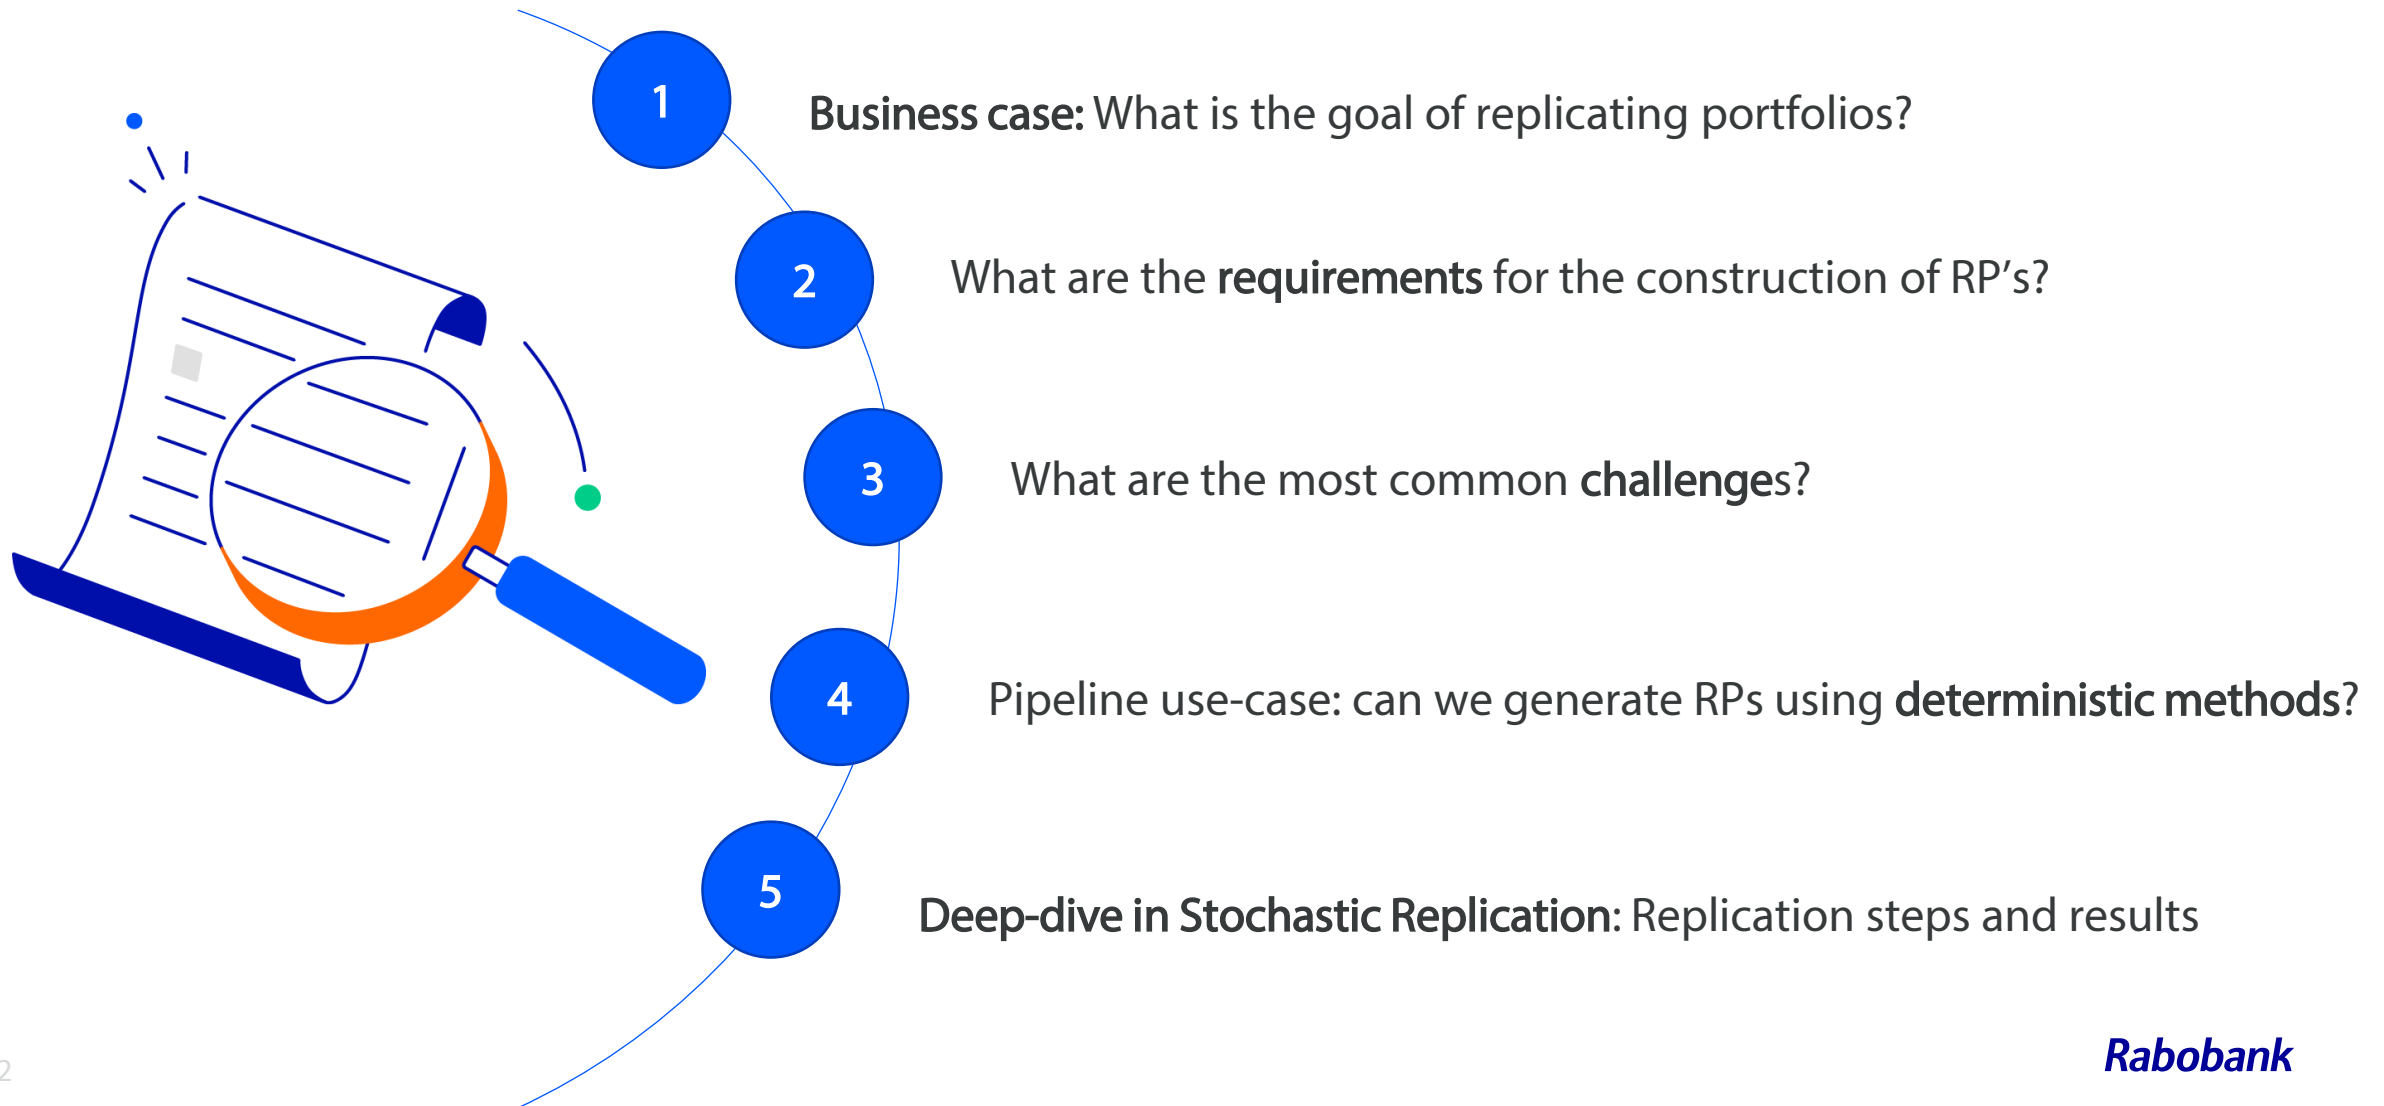 1
Business case: What is the goal of replicating portfolios?
2
What are the requirements for the construction of RP’s?
3
What are the most common challenges?
4
Pipeline use-case: can we generate RPs using deterministic methods?
5
Deep-dive in Stochastic Replication: Replication steps and results
2
Rabobank